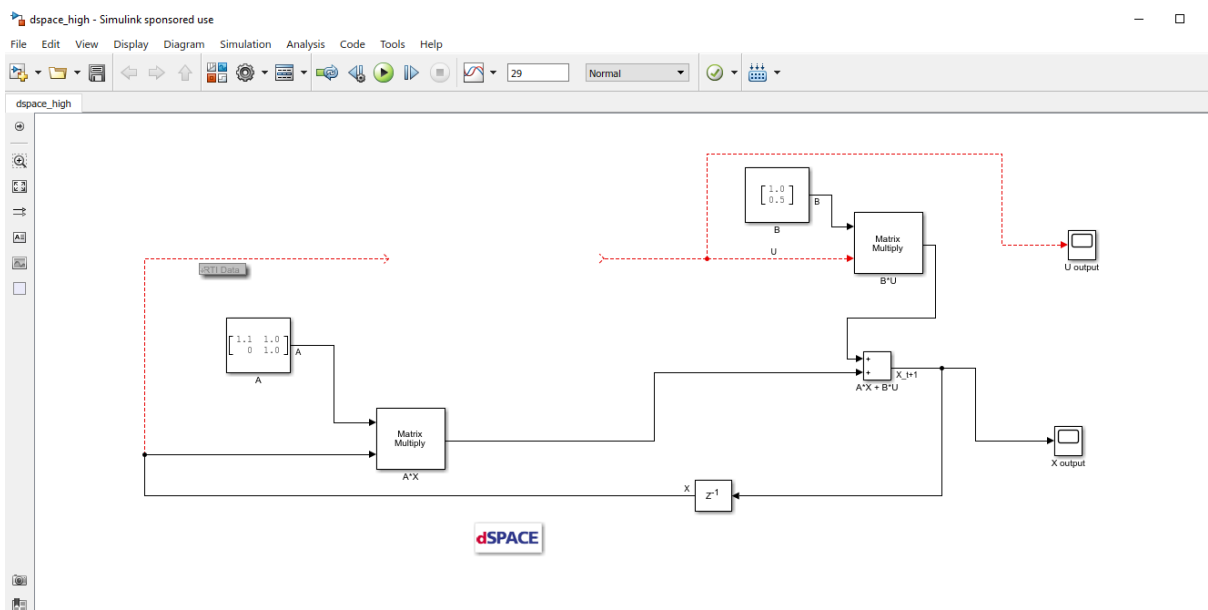 dspace_high - Simulink sponsored use
File Edit View Display Diagram Simulation Analysis Code Tools Help
29
Normal
dspace_high
1.0
0.5
B
B
Matrix
Multiply
U
B*U
U output
-RTI Data
1.1 1.0
0 1.0
A
A
+
+
X_t+1
A*X + B*U
Matrix
Multiply
A*X
X output
X
Z-1
dSPACE